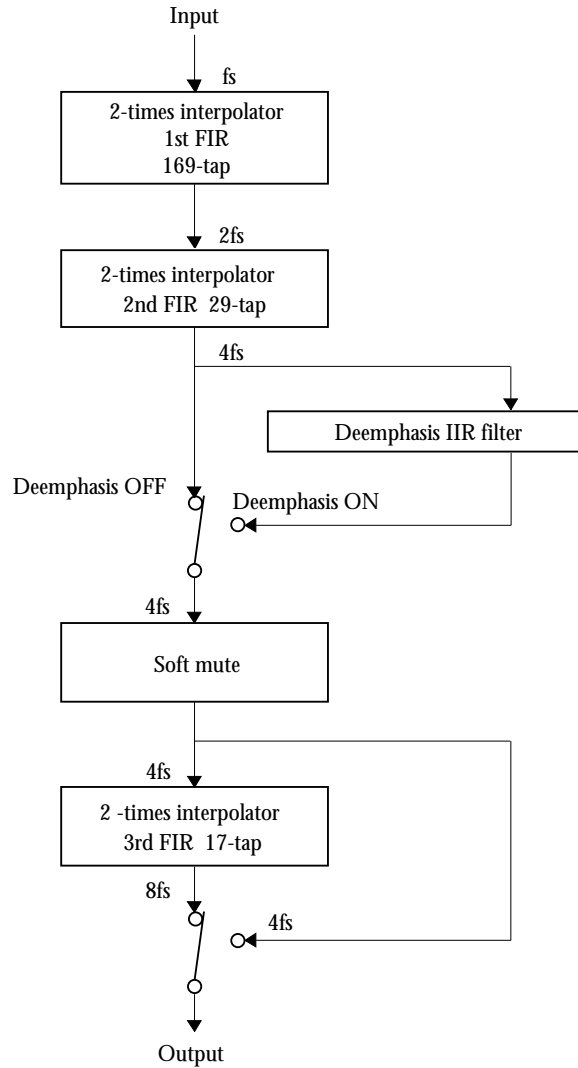 Input
fs
2-times interpolator
1st FIR
169-tap
2fs
2-times interpolator
2nd FIR 29-tap
4fs
Deemphasis IIR filter
Deemphasis OFF
Deemphasis ON
4fs
Soft mute
4fs
2 -times interpolator
3rd FIR 17-tap
8fs
4fs
Output